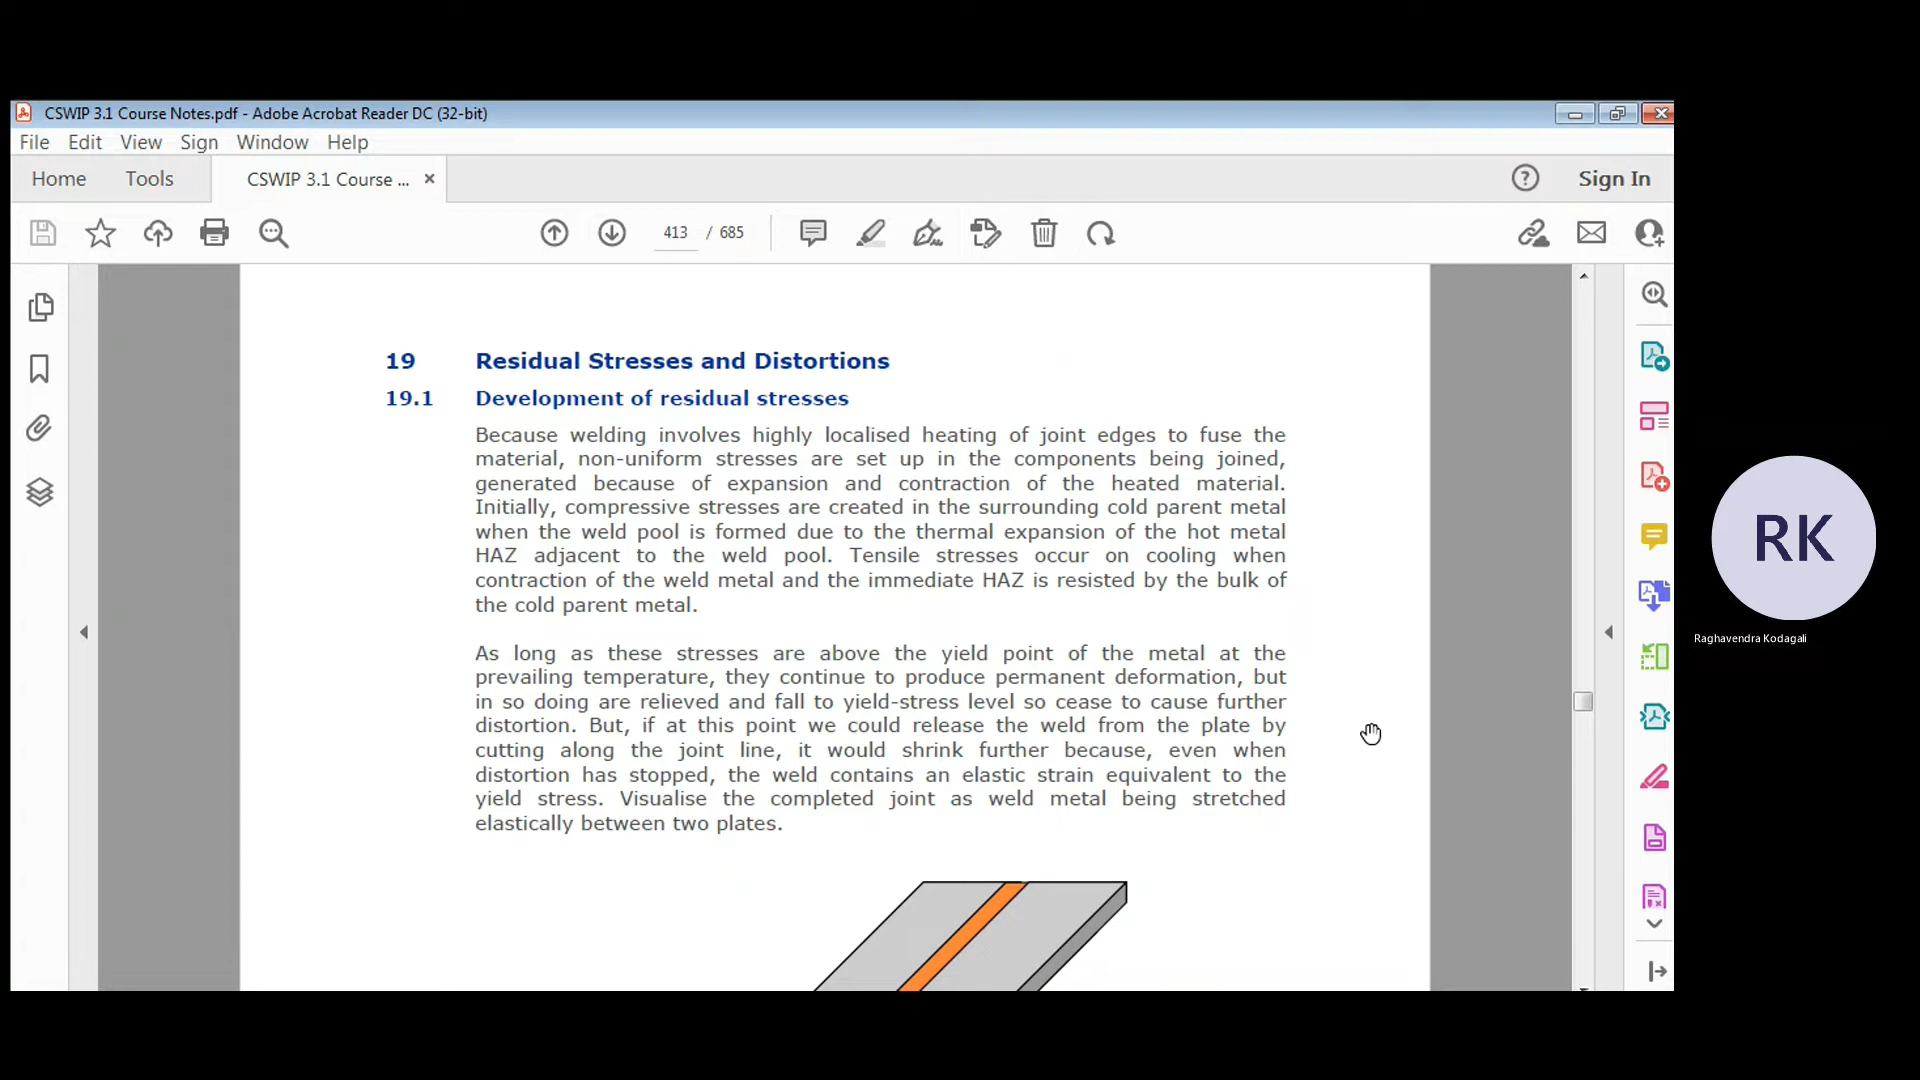 CSWIP 3.1 Course Notes.pdf - Adobe Acrobat Reader DC (32-bit)
File Edit View Sign Window Help
Home Tools CSWIP 3.1 Course ... × Sign In
413 / 685
19 Residual Stresses and Distortions
19.1 Development of residual stresses
Because welding involves highly localised heating of joint edges to fuse the
material, non-uniform stresses are set up in the components being joined,
generated because of expansion and contraction of the heated material.
Initially, compressive stresses are created in the surrounding cold parent metal
when the weld pool is formed due to the thermal expansion of the hot metal
HAZ adjacent to the weld pool. Tensile stresses occur on cooling when
contraction of the weld metal and the immediate HAZ is resisted by the bulk of
the cold parent metal.
As long as these stresses are above the yield point of the metal at the
prevailing temperature, they continue to produce permanent deformation, but
in so doing are relieved and fall to yield-stress level so cease to cause further
distortion. But, if at this point we could release the weld from the plate by
cutting along the joint line, it would shrink further because, even when
distortion has stopped, the weld contains an elastic strain equivalent to the
yield stress. Visualise the completed joint as weld metal being stretched
elastically between two plates.
RK
Raghavendra Kodagali